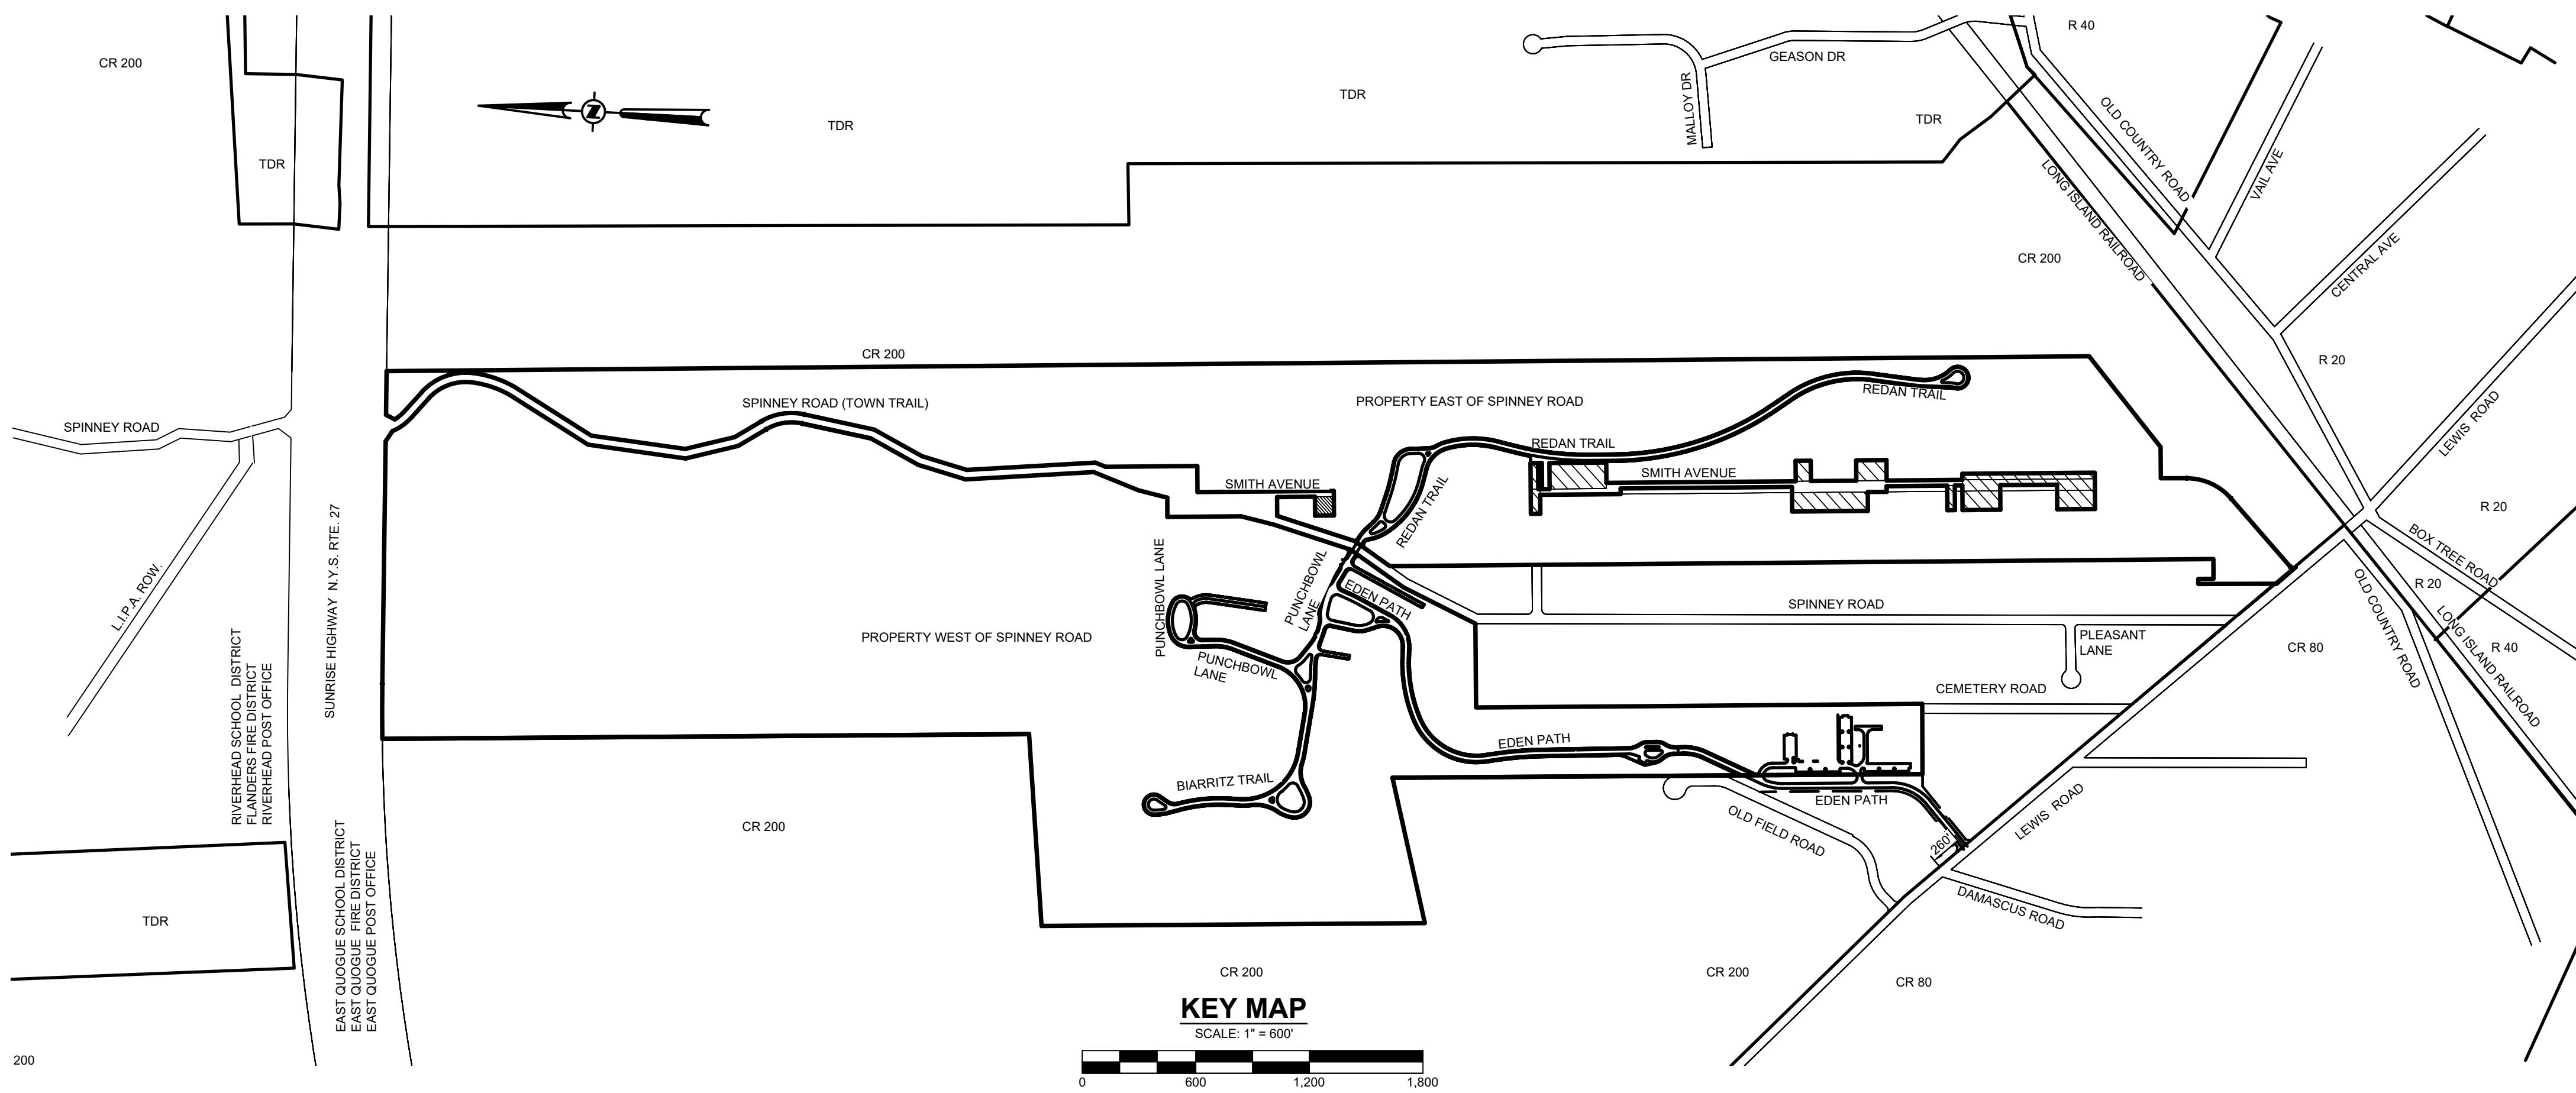 R 40
CR 200
GEASON DR
TDR
TDR
MALLOY DR
OLD COUNTRY ROAD
Z
TDR
TDR
VAIL AVE
LONG ISLAND RAILROAD
CR 200
CENTRAL AVE
CR 200
R 20
SPINNEY ROAD (TOWN TRAIL)
PROPERTY EAST OF SPINNEY ROAD
REDAN TRAIL
SPINNEY ROAD
REDAN TRAIL
LEWIS ROAD
SMITH AVENUE
SMITH AVENUE
REDAN TRAIL
R 20
BOX TREE ROAD
SUNRISE HIGHWAY N.Y.S. RTE. 27
L.I.P.A. ROW.
PUNCHBOWL LANE
PUNCHBOWL
LANE
EDEN PATH
SPINNEY ROAD
R 20
OLD COUNTRY ROAD
PROPERTY WEST OF SPINNEY ROAD
PLEASANT
LANE
CR 80
R 40
LONG ISLAND RAILROAD
PUNCHBOWL
LANE
CEMETERY ROAD
RIVERHEAD SCHOOL DISTRICT
FLANDERS FIRE DISTRICT
RIVERHEAD POST OFFICE
EDEN PATH
BIARRITZ TRAIL
EDEN PATH
CR 200
OLD FIELD ROAD
LEWIS ROAD
260'
EAST QUOGUE SCHOOL DISTRICT
EAST QUOGUE FIRE DISTRICT
EAST QUOGUE POST OFFICE
DAMASCUS ROAD
TDR
CR 200
CR 200
CR 80
KEY MAP
SCALE: 1" = 600'
200
0 600 1,200 1,800